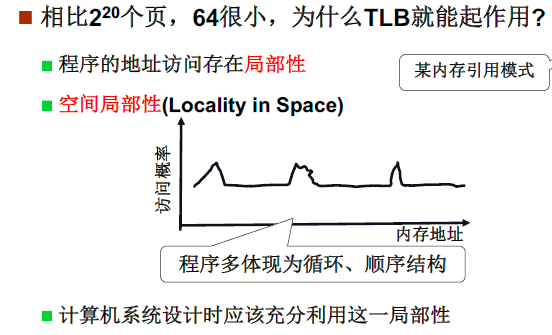 相比2²⁰个页，64很小，为什么TLB就能起作用?
程序的地址访问存在局部性
某内存引用模式
空间局部性(Locality in Space)
访问概率
内存地址
程序多体现为循环、顺序结构
计算机系统设计时应该充分利用这一局部性